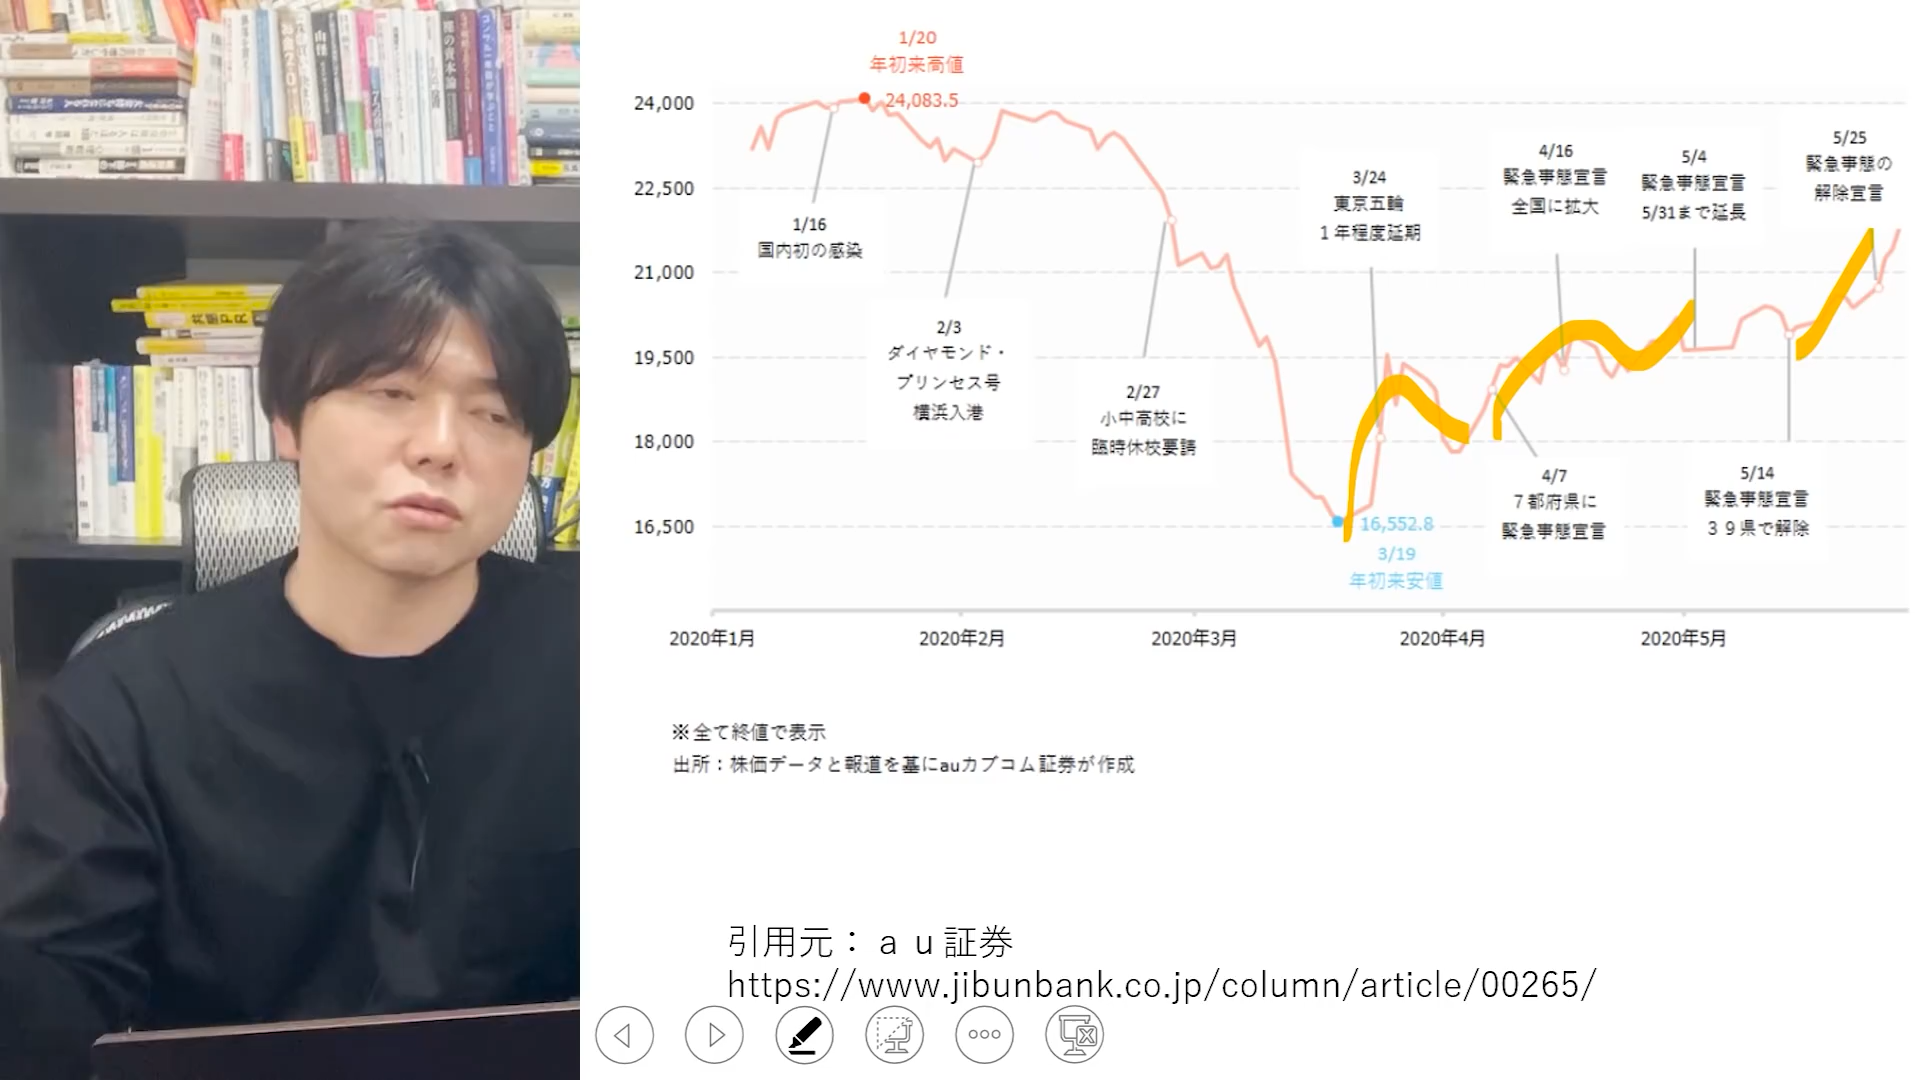 1/20
年初来高値
24,083.5
24,000
22,500
21,000
19,500
18,000
16,500
1/16
国内初の感染
2/3
ダイヤモンド・
プリンセス号
横浜入港
2/27
小中高校に
臨時休校要請
3/24
東京五輪
1年程度延期
4/16
緊急事態宣言
全国に拡大
5/4
緊急事態宣言
5/31まで延長
5/25
緊急事態の
解除宣言
16,552.8
3/19
年初来安値
4/7
7都府県に
緊急事態宣言
5/14
緊急事態宣言
39県で解除
2020年1月
2020年2月
2020年3月
2020年4月
2020年5月
※全て終値で表示
出所：株価データと報道を基にauカブコム証券が作成
引用元：ａｕ証券
https://www.jibunbank.co.jp/column/article/00265/